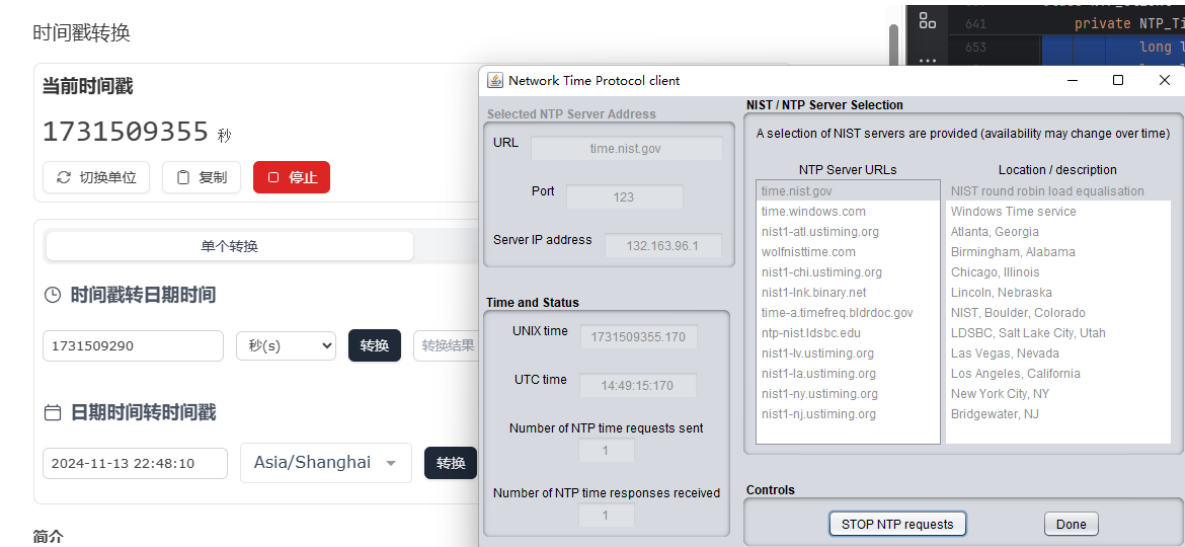 时间戳转换
当前时间戳
1731509355 秒
切换单位 复制 停止
单个转换
时间戳转日期时间
1731509290 秒(s) 转换 转换结果
日期时间转时间戳
2024-11-13 22:48:10 Asia/Shanghai 转换
简介
641 private NTP_Ti
653 long l
Network Time Protocol client
Selected NTP Server Address
URL time.nist.gov
Port 123
Server IP address 132.163.96.1
Time and Status
UNIX time 1731509355.170
UTC time 14:49:15:170
Number of NTP time requests sent
1
Number of NTP time responses received
1
NIST / NTP Server Selection
A selection of NIST servers are provided (availability may change over time)
NTP Server URLs Location / description
time.nist.gov NIST round robin load equalisation
time.windows.com Windows Time service
nist1-atl.ustiming.org Atlanta, Georgia
wolfnisttime.com Birmingham, Alabama
nist1-chi.ustiming.org Chicago, Illinois
nist1-lnk.binary.net Lincoln, Nebraska
time-a.timefreq.bldrdoc.gov NIST, Boulder, Colorado
ntp-nist.ldsbc.edu LDSBC, Salt Lake City, Utah
nist1-lv.ustiming.org Las Vegas, Nevada
nist1-la.ustiming.org Los Angeles, California
nist1-ny.ustiming.org New York City, NY
nist1-nj.ustiming.org Bridgewater, NJ
Controls
STOP NTP requests Done